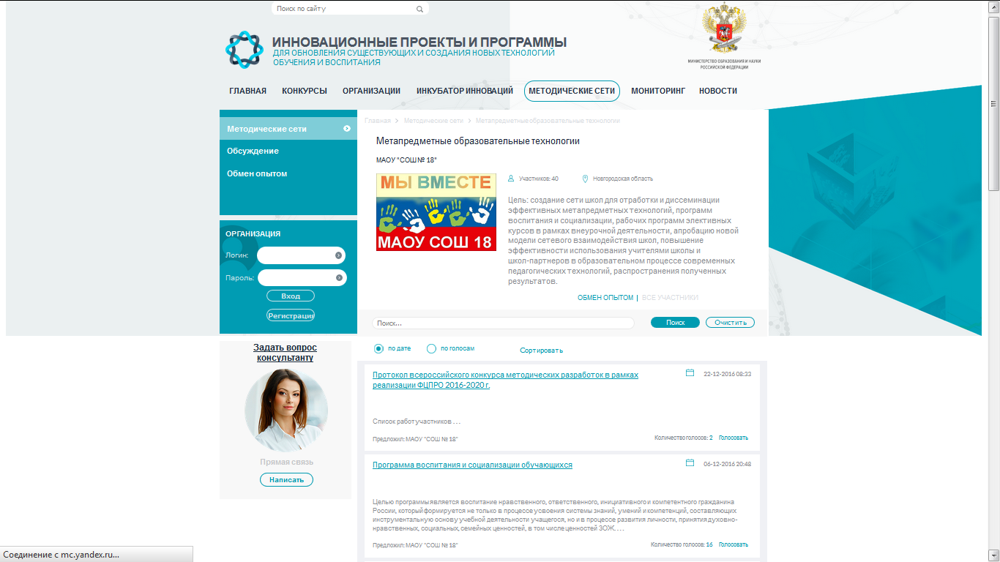 Поиск по сайту
ИННОВАЦИОННЫЕ ПРОЕКТЫ И ПРОГРАММЫ
ДЛЯ ОБНОВЛЕНИЯ СУЩЕСТВУЮЩИХ И СОЗДАНИЯ НОВЫХ ТЕХНОЛОГИЙ
ОБУЧЕНИЯ И ВОСПИТАНИЯ
МИНИСТЕРСТВО ОБРАЗОВАНИЯ И НАУКИ
РОССИЙСКОЙ ФЕДЕРАЦИИ
ГЛАВНАЯ КОНКУРСЫ ОРГАНИЗАЦИИ ИНКУБАТОР ИННОВАЦИЙ МЕТОДИЧЕСКИЕ СЕТИ МОНИТОРИНГ НОВОСТИ
Методические сети
Обсуждение
Обмен опытом
ОРГАНИЗАЦИЯ
Логин:
Пароль:
Вход
Регистрация
Задать вопрос
консультанту
Прямая связь
Написать
Главная > Методические сети > Метапредметные образовательные технологии
Метапредметные образовательные технологии
МАОУ "СОШ № 18"
МЫ ВМЕСТЕ
МАОУ СОШ 18
Участников: 40 Новгородская область
Цель: создание сети школ для отработки и диссеминации
эффективных метапредметных технологий, программ
воспитания и социализации, рабочих программ элективных
курсов в рамках внеурочной деятельности, апробацию новой
модели сетевого взаимодействия школ, повышение
эффективности использования учителями школы и
школ-партнеров в образовательном процессе современных
педагогических технологий, распространения полученных
результатов.
ОБМЕН ОПЫТОМ | ВСЕ УЧАСТНИКИ
Поиск... Поиск Очистить
по дате по голосам Сортировать
Протокол всероссийского конкурса методических разработок в рамках
реализации ФЦПРО 2016-2020 г.
22-12-2016 08:33
Список работ участников . . .
Предложил: МАОУ "СОШ № 18" Количество голосов: 2 Голосовать
Программа воспитания и социализации обучающихся 06-12-2016 20:48
Целью программы является воспитание нравственного, ответственного, инициативного и компетентного гражданина
России, который формируется не только в процессе усвоения системы знаний, умений и компетенций, составляющих
инструментальную основу учебной деятельности учащегося, но и в процессе развития личности, принятия духовно-
нравственных, социальных, семейных ценностей, в том числе ценностей ЗОЖ. . . .
Предложил: МАОУ "СОШ № 18" Количество голосов: 16 Голосовать
Соединение с mc.yandex.ru...